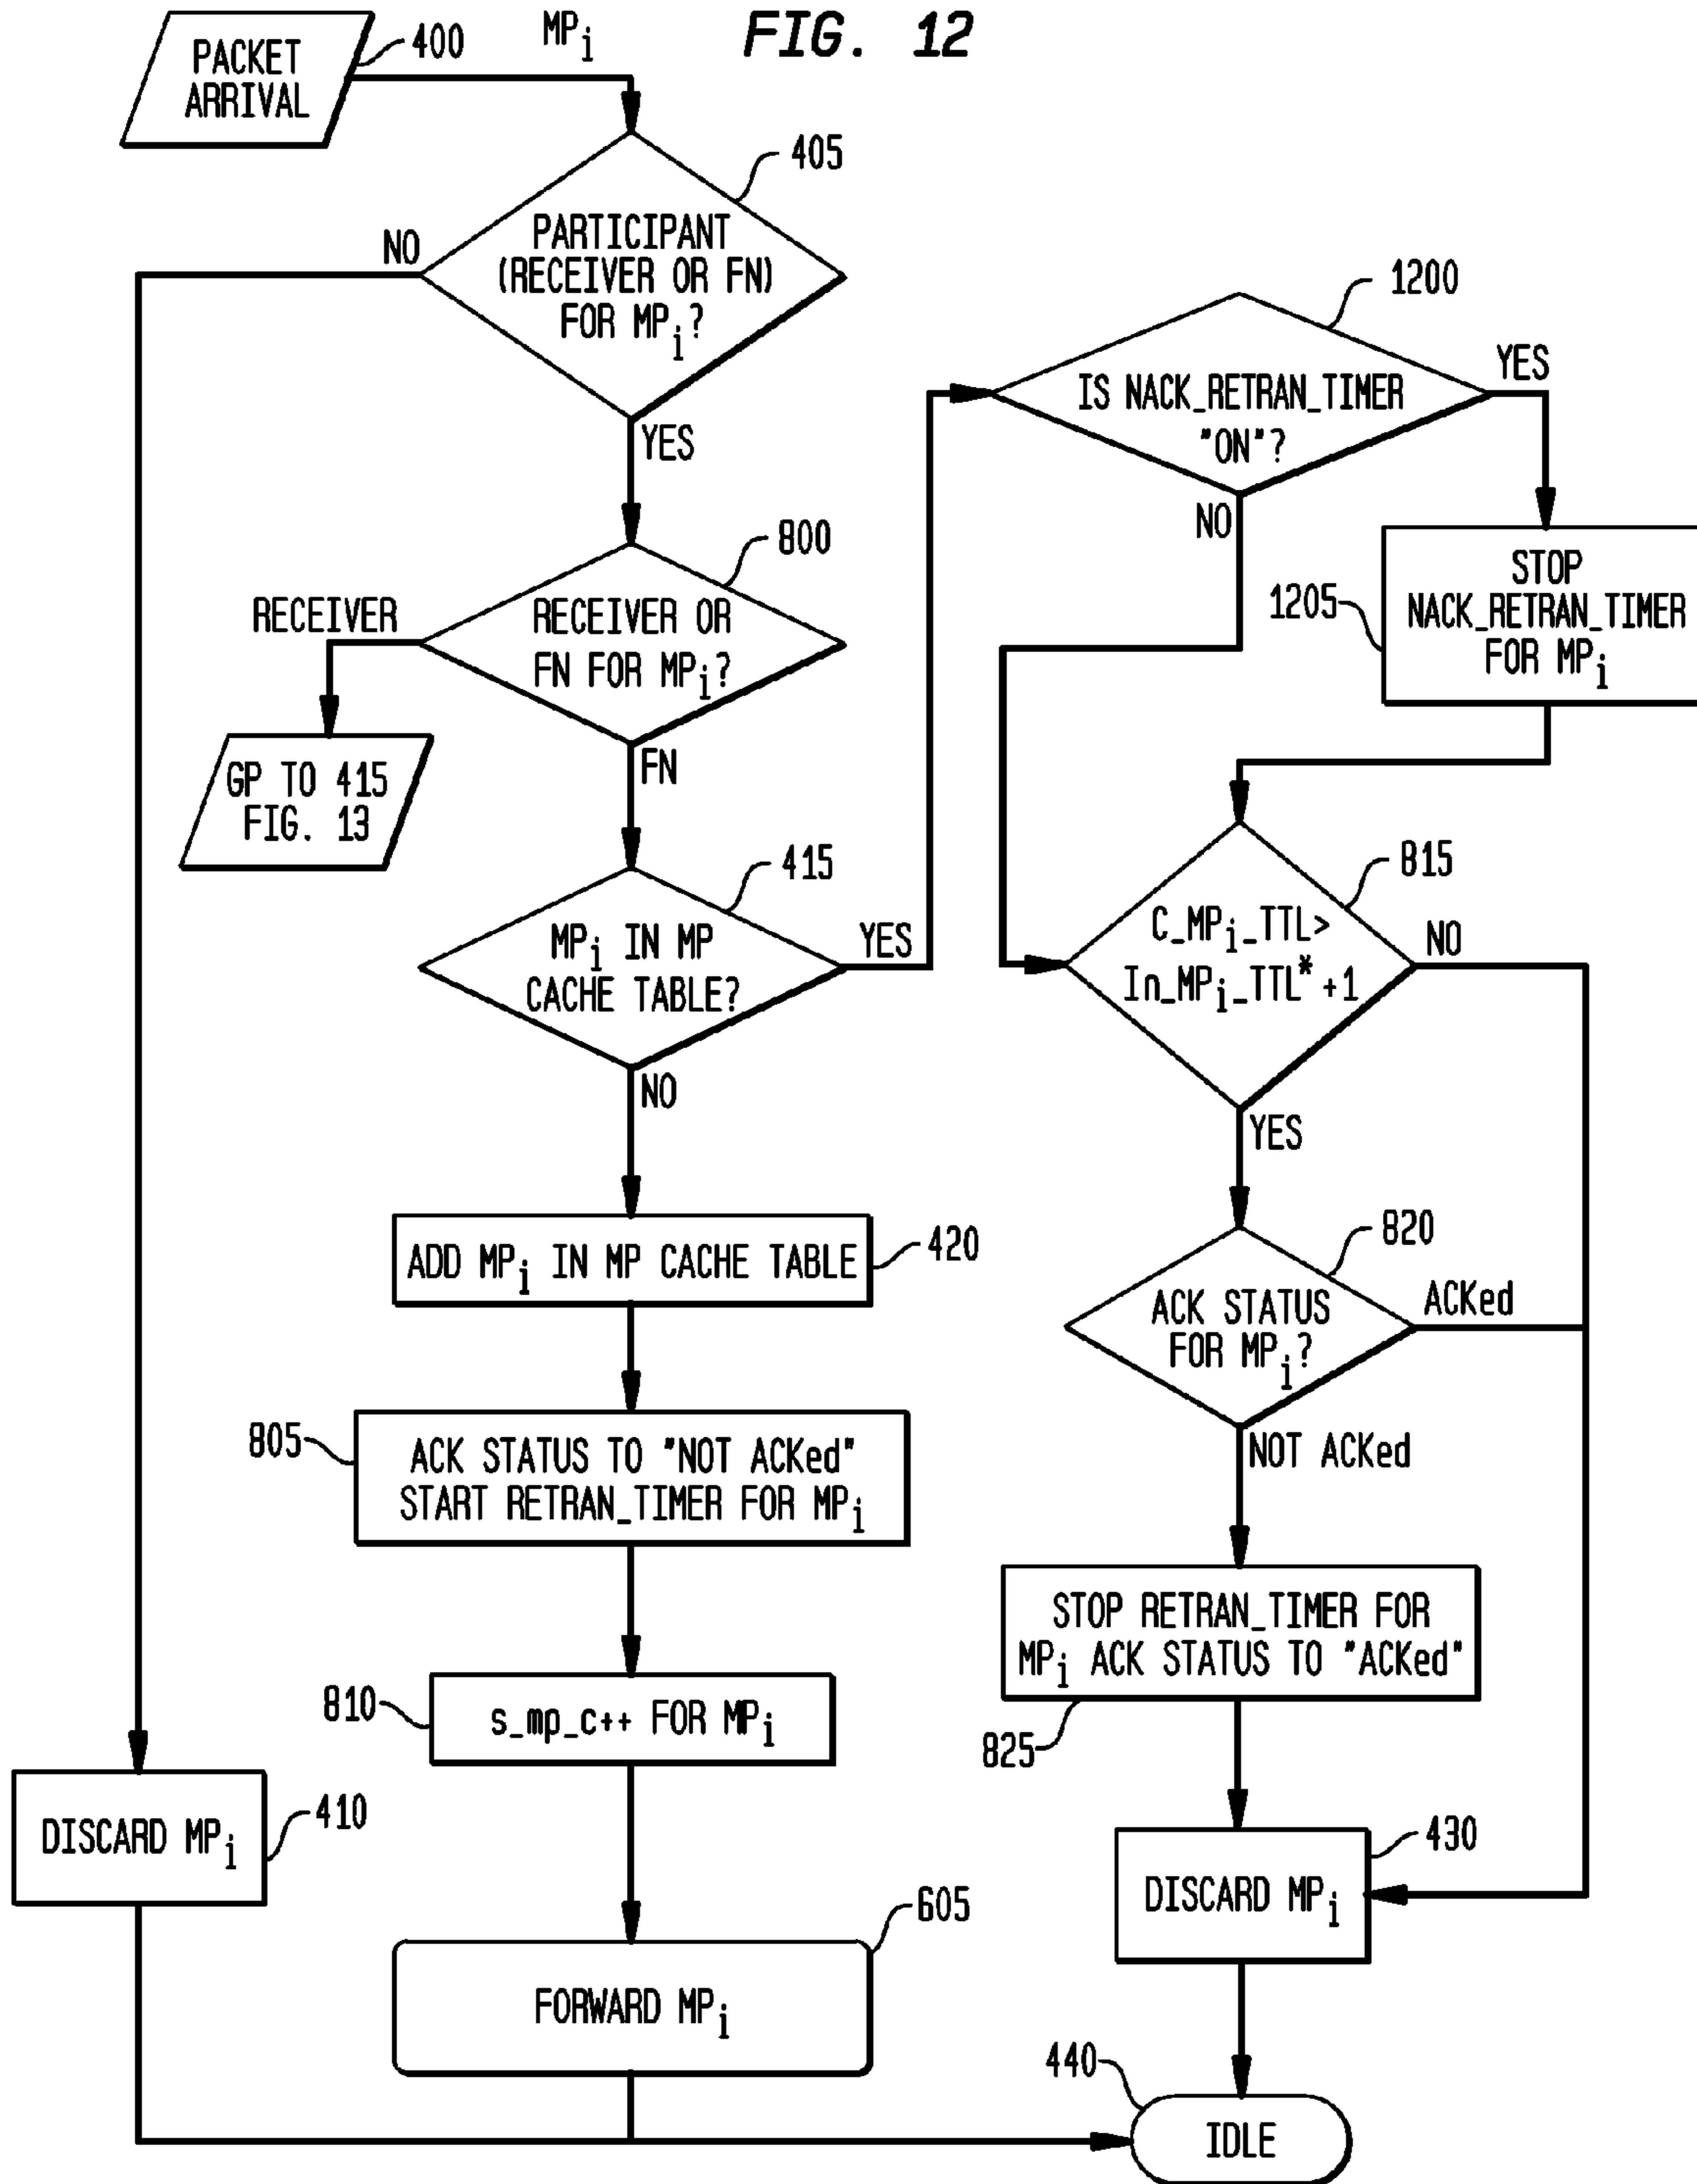 FIG. 12
PACKET
ARRIVAL
400
MPi
405
PARTICIPANT
(RECEIVER OR FN)
FOR MPi?
NO
YES
800
RECEIVER OR
FN FOR MPi?
RECEIVER
FN
GP TO 415
FIG. 13
415
MPi IN MP
CACHE TABLE?
YES
NO
ADD MPi IN MP CACHE TABLE
420
805
ACK STATUS TO "NOT ACKed"
START RETRAN_TIMER FOR MPi
810
s_mp_c++ FOR MPi
DISCARD MPi
410
605
FORWARD MPi
1200
IS NACK_RETRAN_TIMER
"ON"?
YES
NO
1205
STOP
NACK_RETRAN_TIMER
FOR MPi
815
C_MPi_TTL>
In_MPi_TTL*+1
NO
YES
820
ACK STATUS
FOR MPi?
ACKed
NOT ACKed
STOP RETRAN_TIMER FOR
MPi ACK STATUS TO "ACKed"
825
430
DISCARD MPi
440
IDLE